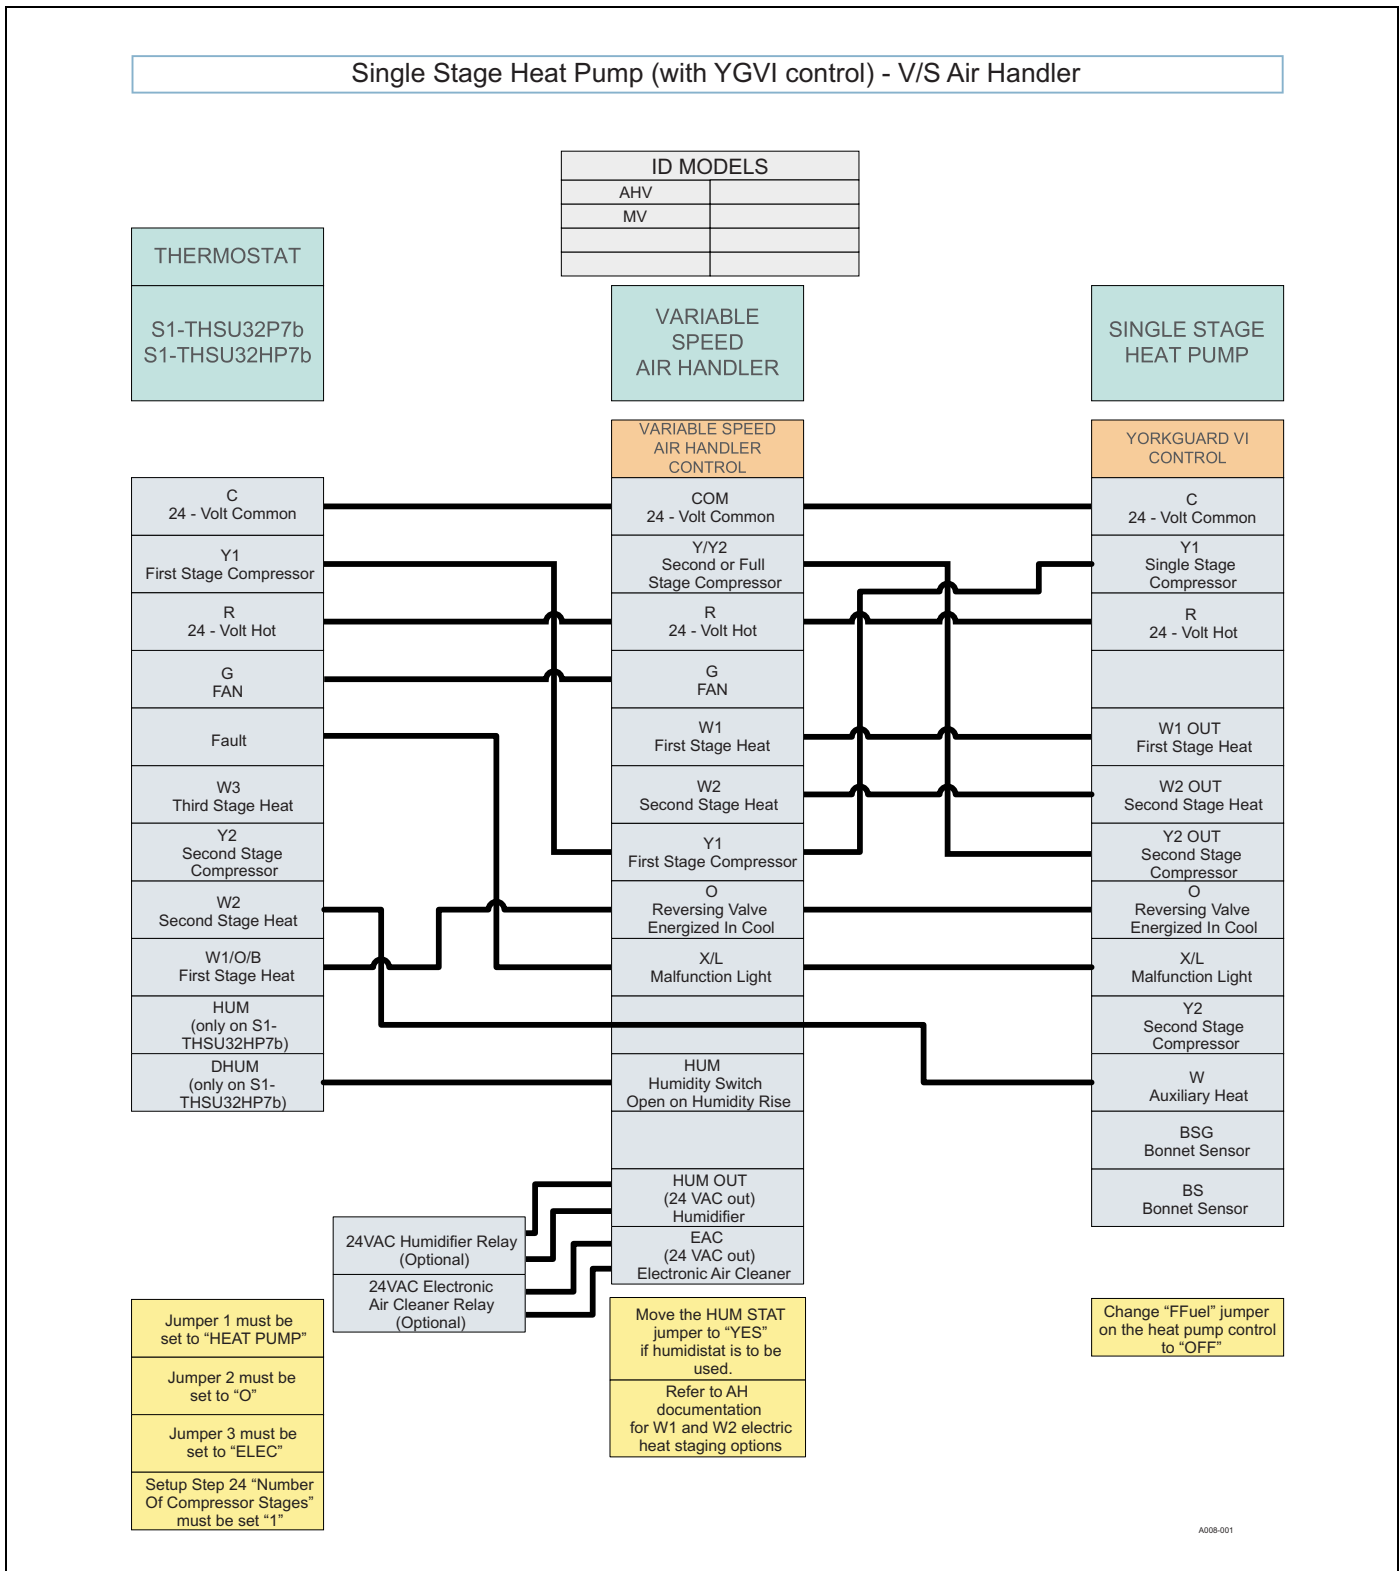 Single Stage Heat Pump (with YGVI control) - V/S Air Handler
ID MODELS
AHV
MV
THERMOSTAT
S1-THSU32P7b
S1-THSU32HP7b
VARIABLE
SPEED
AIR HANDLER
SINGLE STAGE
HEAT PUMP
VARIABLE SPEED
AIR HANDLER
CONTROL
YORKGUARD VI
CONTROL
C
24 - Volt Common
Y1
First Stage Compressor
R
24 - Volt Hot
G
FAN
Fault
W3
Third Stage Heat
Y2
Second Stage
Compressor
W2
Second Stage Heat
W1/O/B
First Stage Heat
HUM
(only on S1-
THSU32HP7b)
DHUM
(only on S1-
THSU32HP7b)
COM
24 - Volt Common
Y/Y2
Second or Full
Stage Compressor
R
24 - Volt Hot
G
FAN
W1
First Stage Heat
W2
Second Stage Heat
Y1
First Stage Compressor
O
Reversing Valve
Energized In Cool
X/L
Malfunction Light
HUM
Humidity Switch
Open on Humidity Rise
HUM OUT
(24 VAC out)
Humidifier
EAC
(24 VAC out)
Electronic Air Cleaner
C
24 - Volt Common
Y1
Single Stage
Compressor
R
24 - Volt Hot
W1 OUT
First Stage Heat
W2 OUT
Second Stage Heat
Y2 OUT
Second Stage
Compressor
O
Reversing Valve
Energized In Cool
X/L
Malfunction Light
Y2
Second Stage
Compressor
W
Auxiliary Heat
BSG
Bonnet Sensor
BS
Bonnet Sensor
24VAC Humidifier Relay
(Optional)
24VAC Electronic
Air Cleaner Relay
(Optional)
Jumper 1 must be
set to “HEAT PUMP”
Jumper 2 must be
set to “O”
Jumper 3 must be
set to “ELEC”
Setup Step 24 “Number
Of Compressor Stages”
must be set “1”
Move the HUM STAT
jumper to “YES”
if humidistat is to be
used.
Refer to AH
documentation
for W1 and W2 electric
heat staging options
Change “FFuel” jumper
on the heat pump control
to “OFF”
A008-001